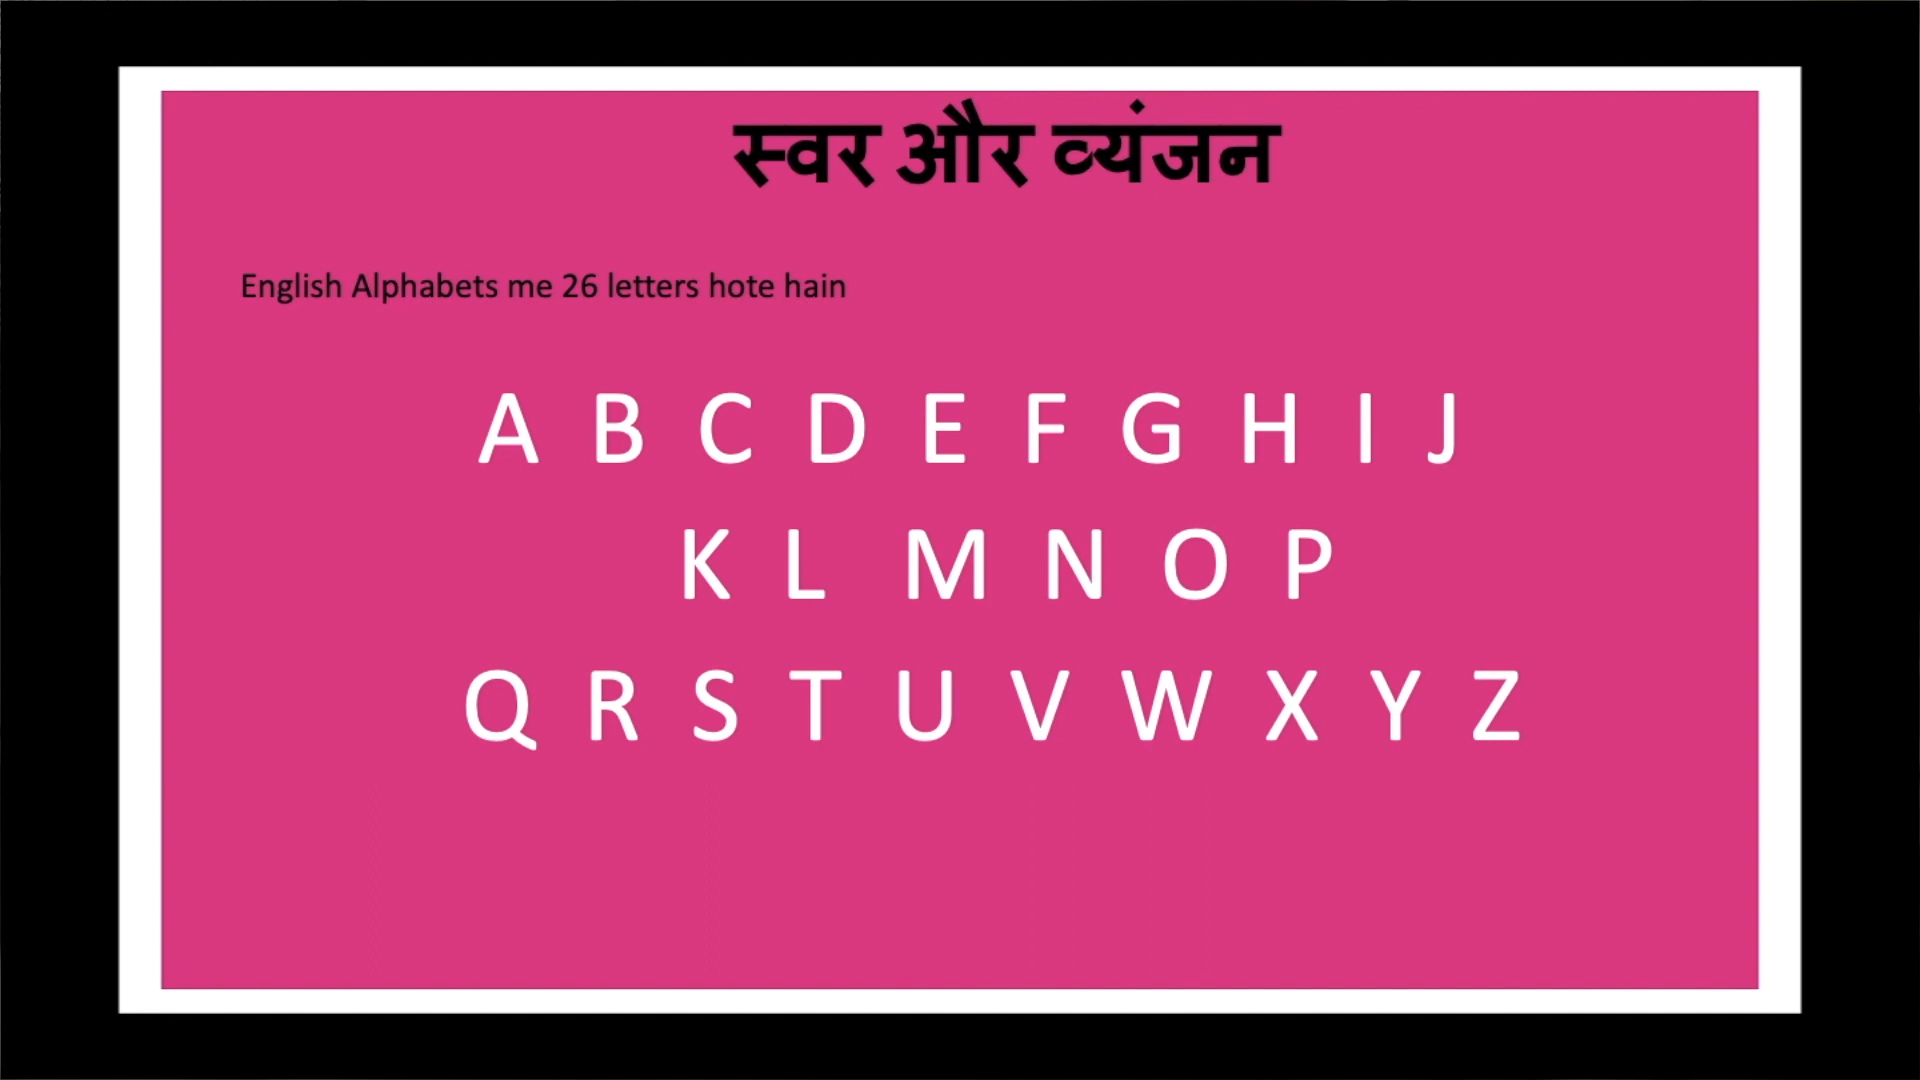 स्वर और व्यंजन
English Alphabets me 26 letters hote hain
A B C D E F G H I J
K L M N O P
Q R S T U V W X Y Z